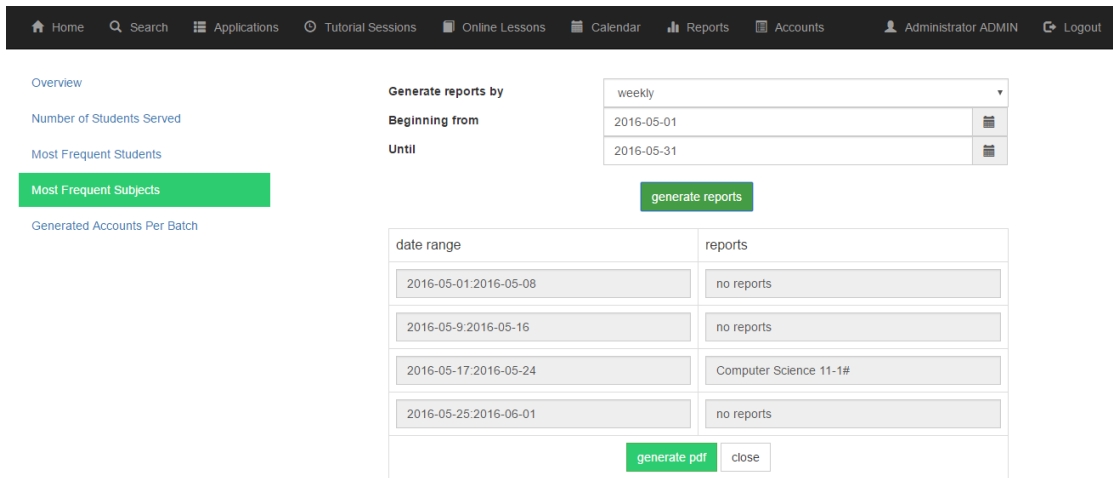 Home Search Applications Tutorial Sessions Online Lessons Calendar Reports Accounts Administrator ADMIN Logout
Overview
Number of Students Served
Most Frequent Students
Most Frequent Subjects
Generated Accounts Per Batch
Generate reports by weekly
Beginning from 2016-05-01
Until 2016-05-31
generate reports
date range reports
2016-05-01:2016-05-08 no reports
2016-05-9:2016-05-16 no reports
2016-05-17:2016-05-24 Computer Science 11-1#
2016-05-25:2016-06-01 no reports
generate pdf close